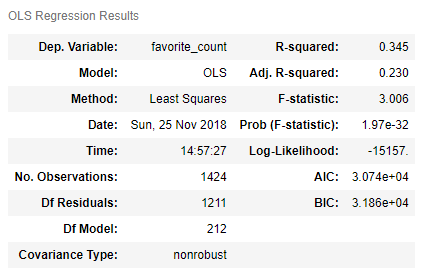 OLS Regression Results
Dep. Variable: favorite_count R-squared: 0.345
Model: OLS Adj. R-squared: 0.230
Method: Least Squares F-statistic: 3.006
Date: Sun, 25 Nov 2018 Prob (F-statistic): 1.97e-32
Time: 14:57:27 Log-Likelihood: -15157.
No. Observations: 1424 AIC: 3.074e+04
Df Residuals: 1211 BIC: 3.186e+04
Df Model: 212
Covariance Type: nonrobust